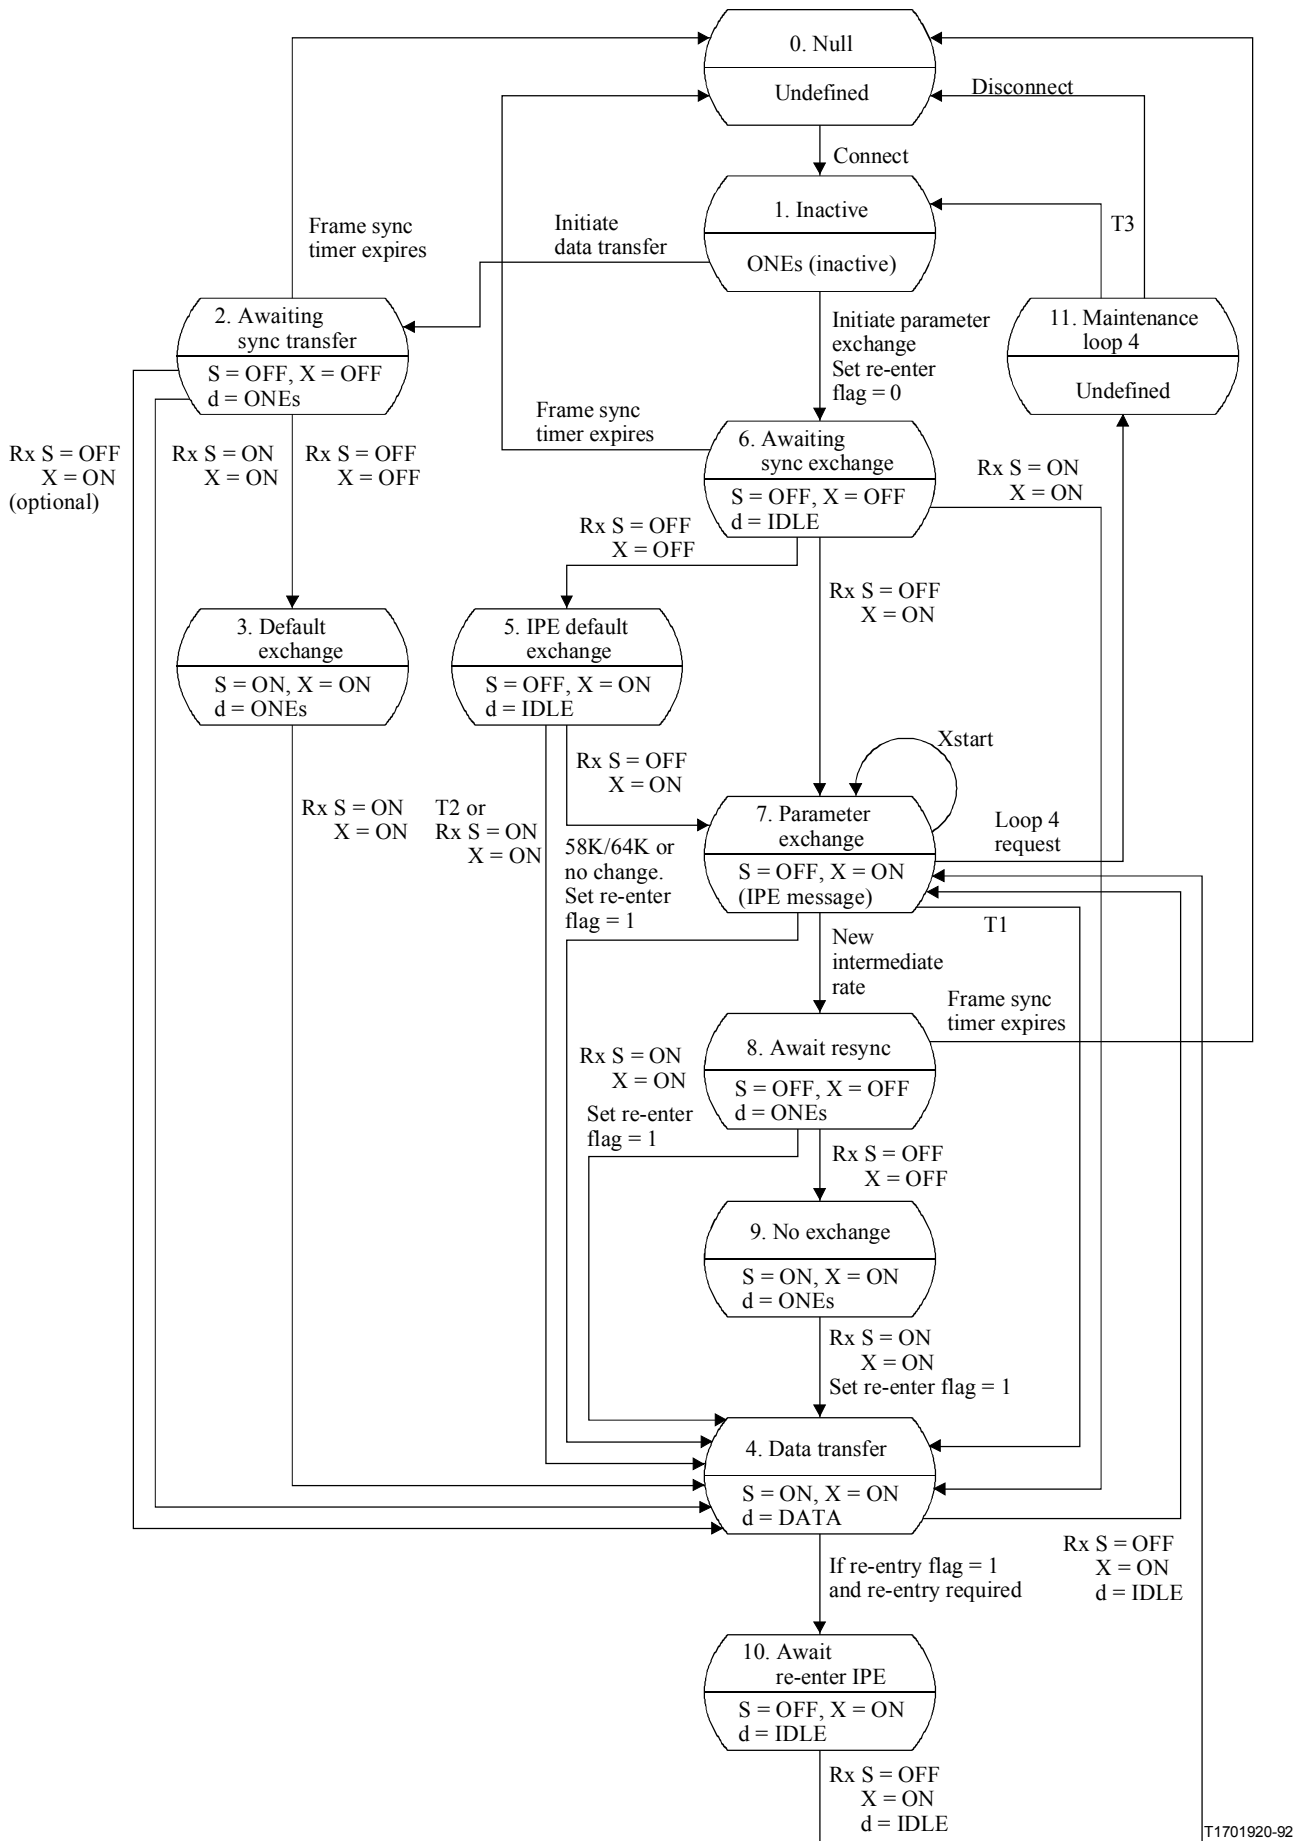 0. Null
Undefined
Disconnect
Connect
1. Inactive
ONEs (inactive)
T3
Frame sync
timer expires
Initiate
data transfer
2. Awaiting
sync transfer
S = OFF, X = OFF
d = ONEs
Initiate parameter
exchange
Set re-enter
flag = 0
11. Maintenance
loop 4
Undefined
Frame sync
timer expires
6. Awaiting
sync exchange
S = OFF, X = OFF
d = IDLE
Rx S = OFF
X = ON
(optional)
Rx S = ON
X = ON
Rx S = OFF
X = OFF
Rx S = ON
X = ON
Rx S = OFF
X = OFF
Rx S = OFF
X = ON
3. Default
exchange
S = ON, X = ON
d = ONEs
5. IPE default
exchange
S = OFF, X = ON
d = IDLE
Xstart
Rx S = OFF
X = ON
Rx S = ON
X = ON
T2 or
Rx S = ON
X = ON
7. Parameter
exchange
S = OFF, X = ON
(IPE message)
Loop 4
request
58K/64K or
no change.
Set re-enter
flag = 1
T1
New
intermediate
rate
Frame sync
timer expires
8. Await resync
S = OFF, X = OFF
d = ONEs
Rx S = ON
X = ON
Set re-enter
flag = 1
Rx S = OFF
X = OFF
9. No exchange
S = ON, X = ON
d = ONEs
Rx S = ON
X = ON
Set re-enter flag = 1
4. Data transfer
S = ON, X = ON
d = DATA
Rx S = OFF
X = ON
d = IDLE
If re-entry flag = 1
and re-entry required
10. Await
re-enter IPE
S = OFF, X = ON
d = IDLE
Rx S = OFF
X = ON
d = IDLE
T1701920-92